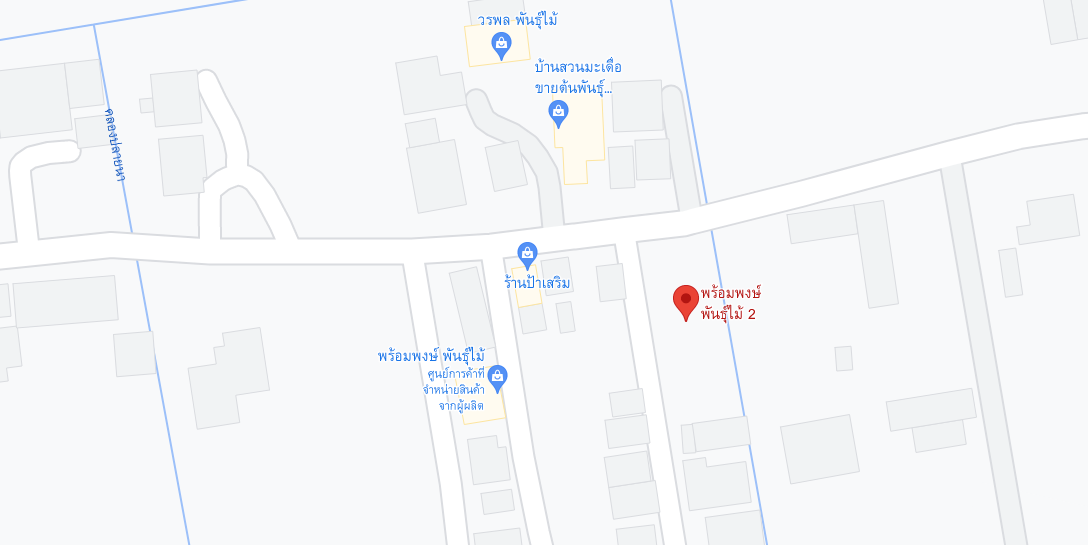 วรพล พันธุ์ไม้
บ้านสวนมะเดื่อ
ขายต้นพันธุ์...
คลองปลายนา
ร้านป้าเสริม
พร้อมพงษ์
พันธุ์ไม้ 2
พร้อมพงษ์ พันธุ์ไม้
ศูนย์การค้าที่
จำหน่ายสินค้า
จากผู้ผลิต